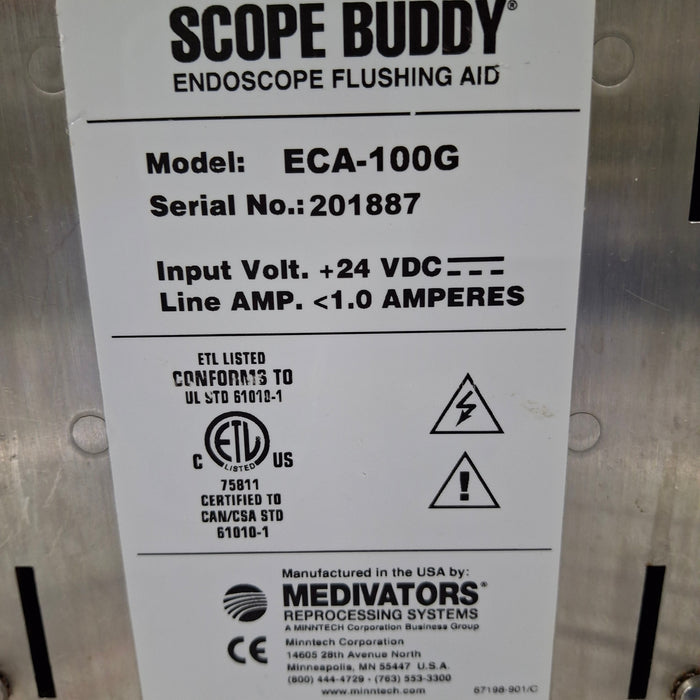 SCOPE BUDDY®
ENDOSCOPE FLUSHING AID
Model: ECA-100G
Serial No.: 201887
Input Volt. +24 VDC
Line AMP. <1.0 AMPERES
ETL LISTED
CONFORMS TO
UL STD 61010-1
ETL
LISTED
C US
75811
CERTIFIED TO
CAN/CSA STD
61010-1
Manufactured in the USA by:
MEDIVATORS®
REPROCESSING SYSTEMS
A MINNTECH Corporation Business Group
CE
Minntech Corporation
14605 28th Avenue North
Minneapolis, MN 55447 U.S.A.
(800) 444-4729 • (763) 553-3300
www.minntech.com
67198-901/C